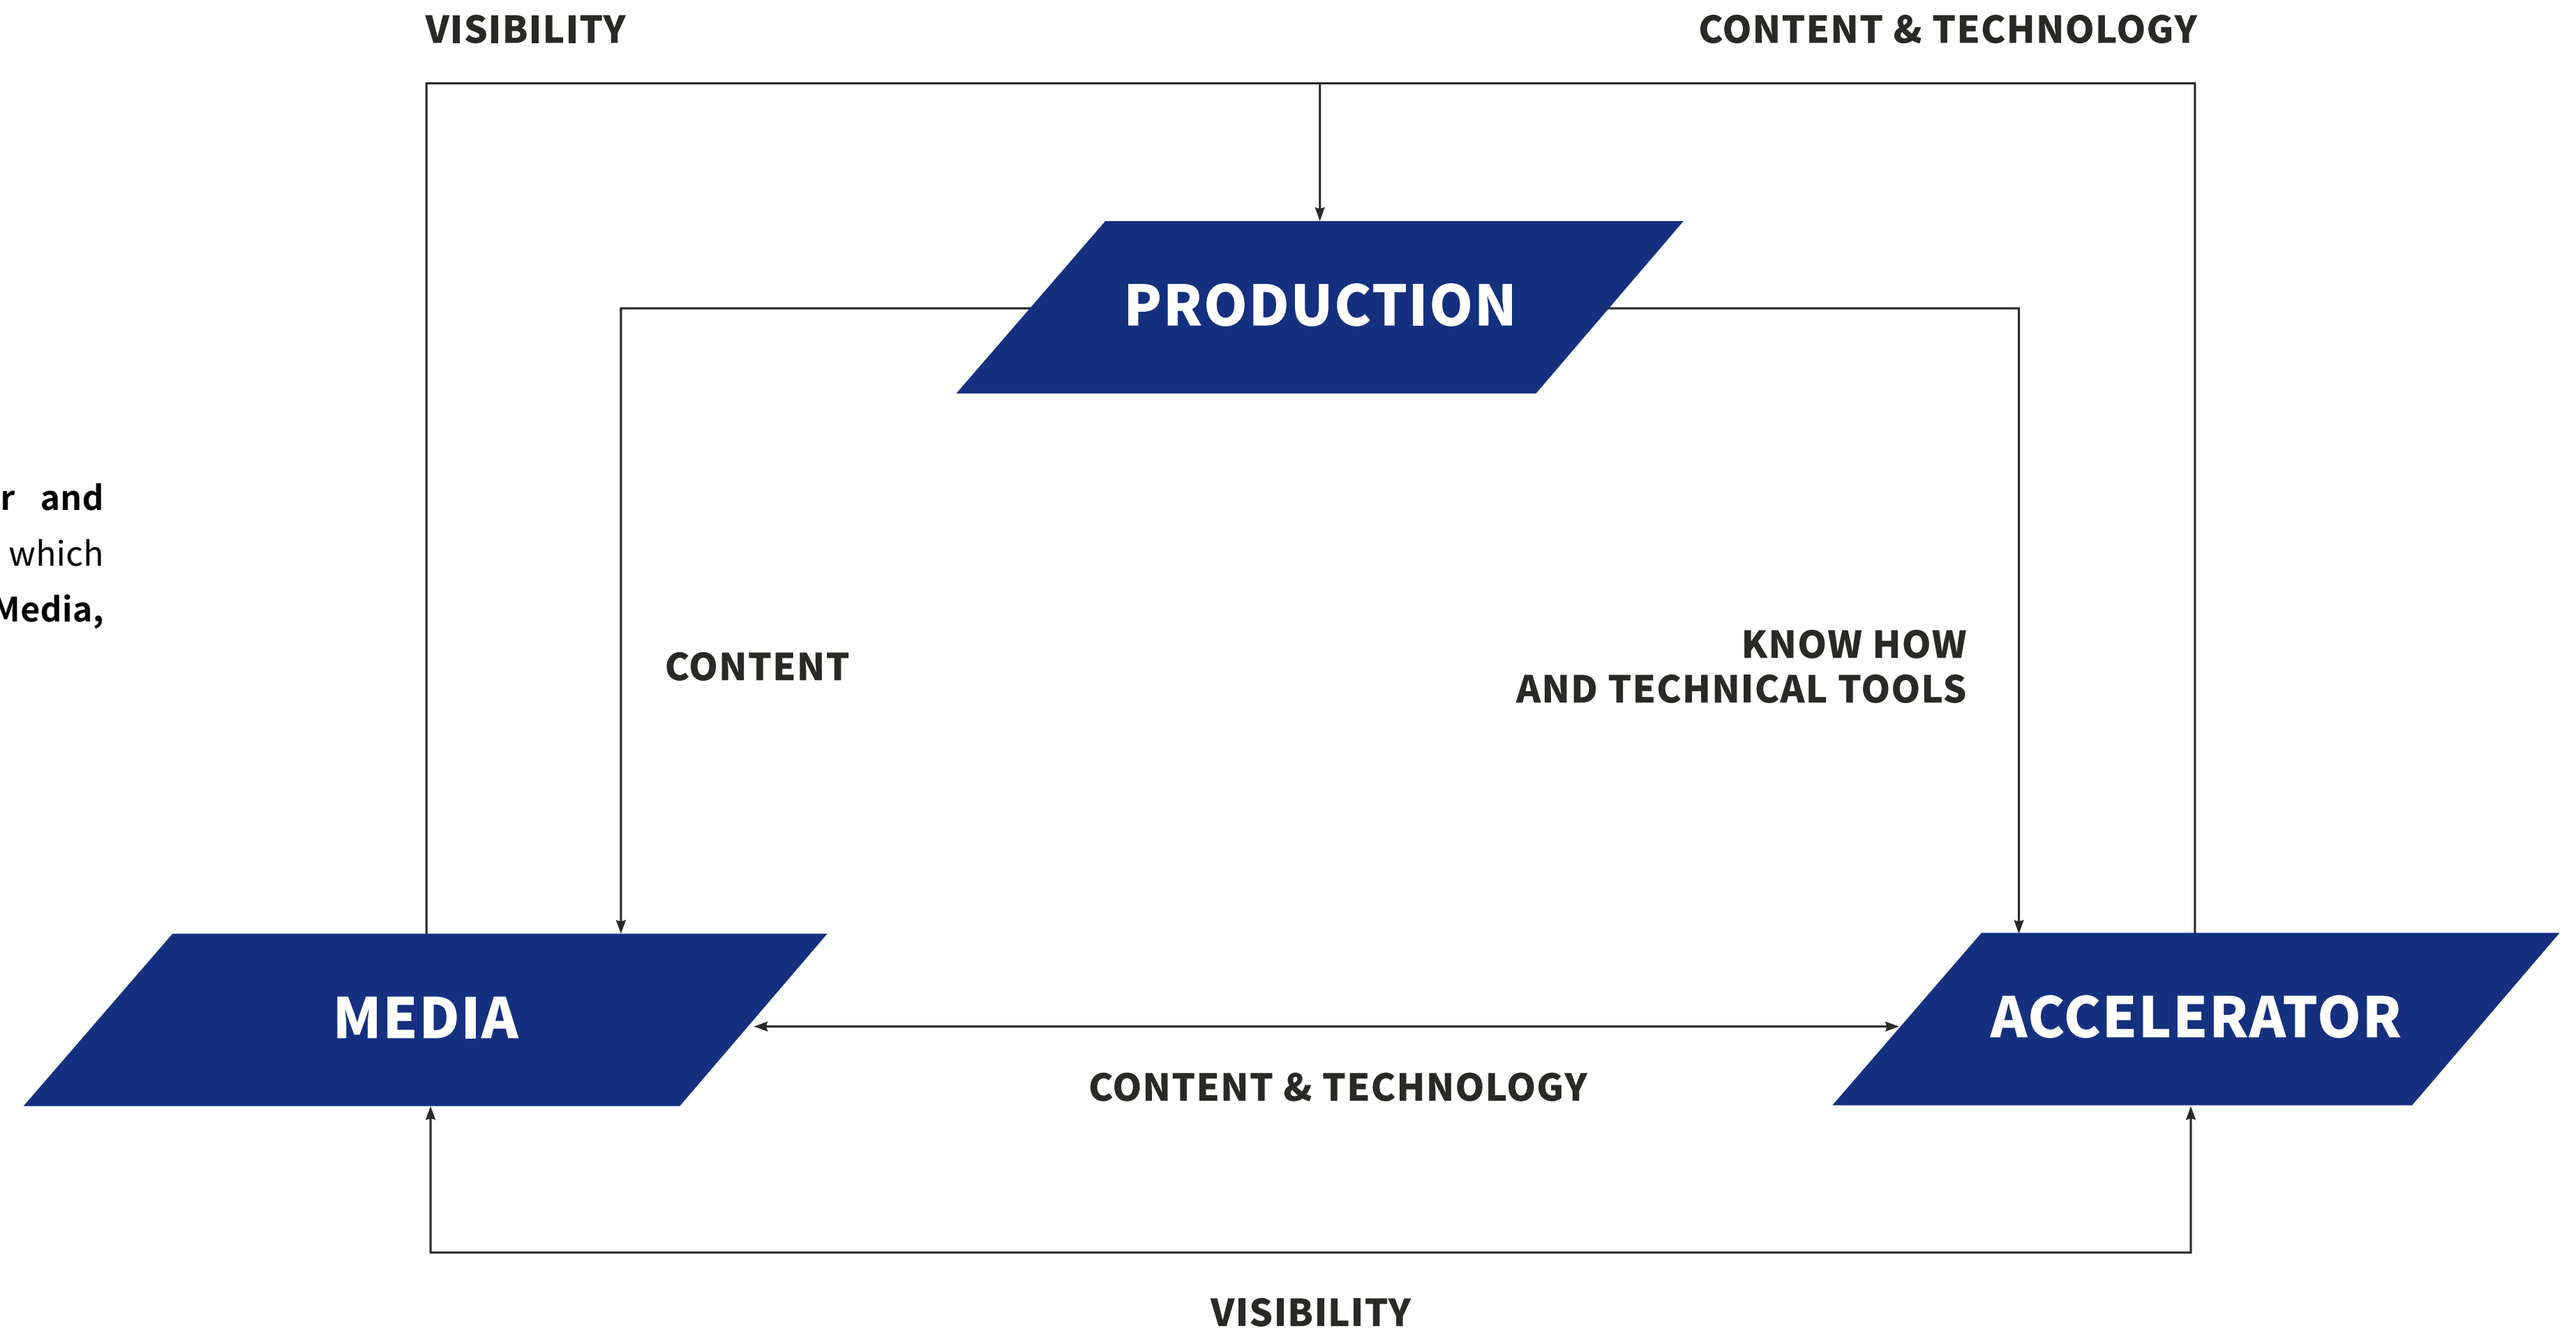 VISIBILITY
CONTENT & TECHNOLOGY
PRODUCTION
r and
which
Media,
CONTENT
KNOW HOW
AND TECHNICAL TOOLS
MEDIA
ACCELERATOR
CONTENT & TECHNOLOGY
VISIBILITY